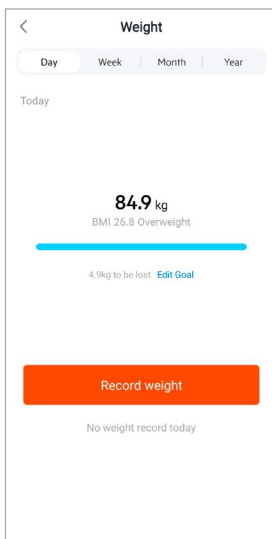 Weight
Day Week Month Year
Today
84.9 kg
BMI 26.8 Overweight
4.9kg to be lost Edit Goal
Record weight
No weight record today